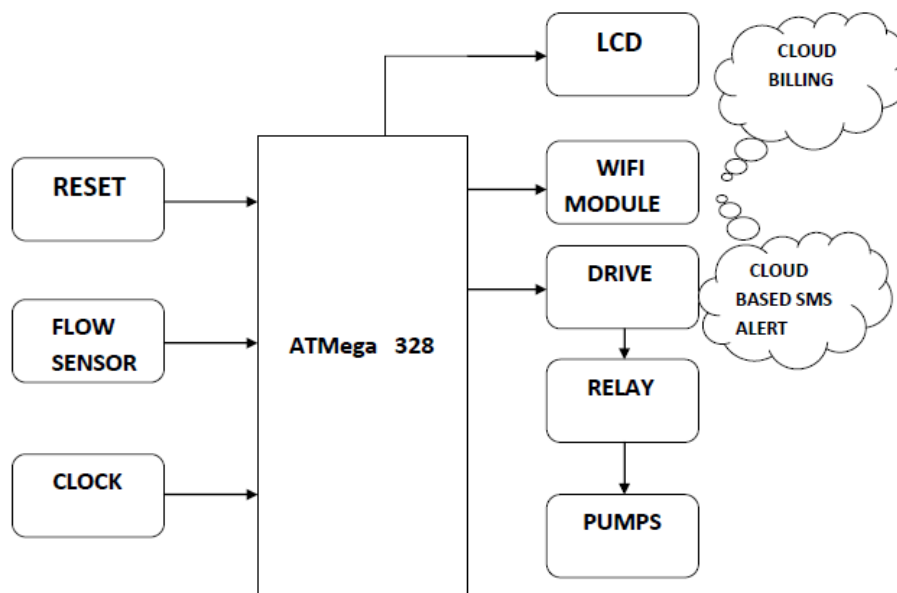 LCD
CLOUD
BILLING
RESET
WIFI
MODULE
DRIVE
CLOUD
BASED SMS
ALERT
FLOW
SENSOR
ATMega 328
RELAY
CLOCK
PUMPS